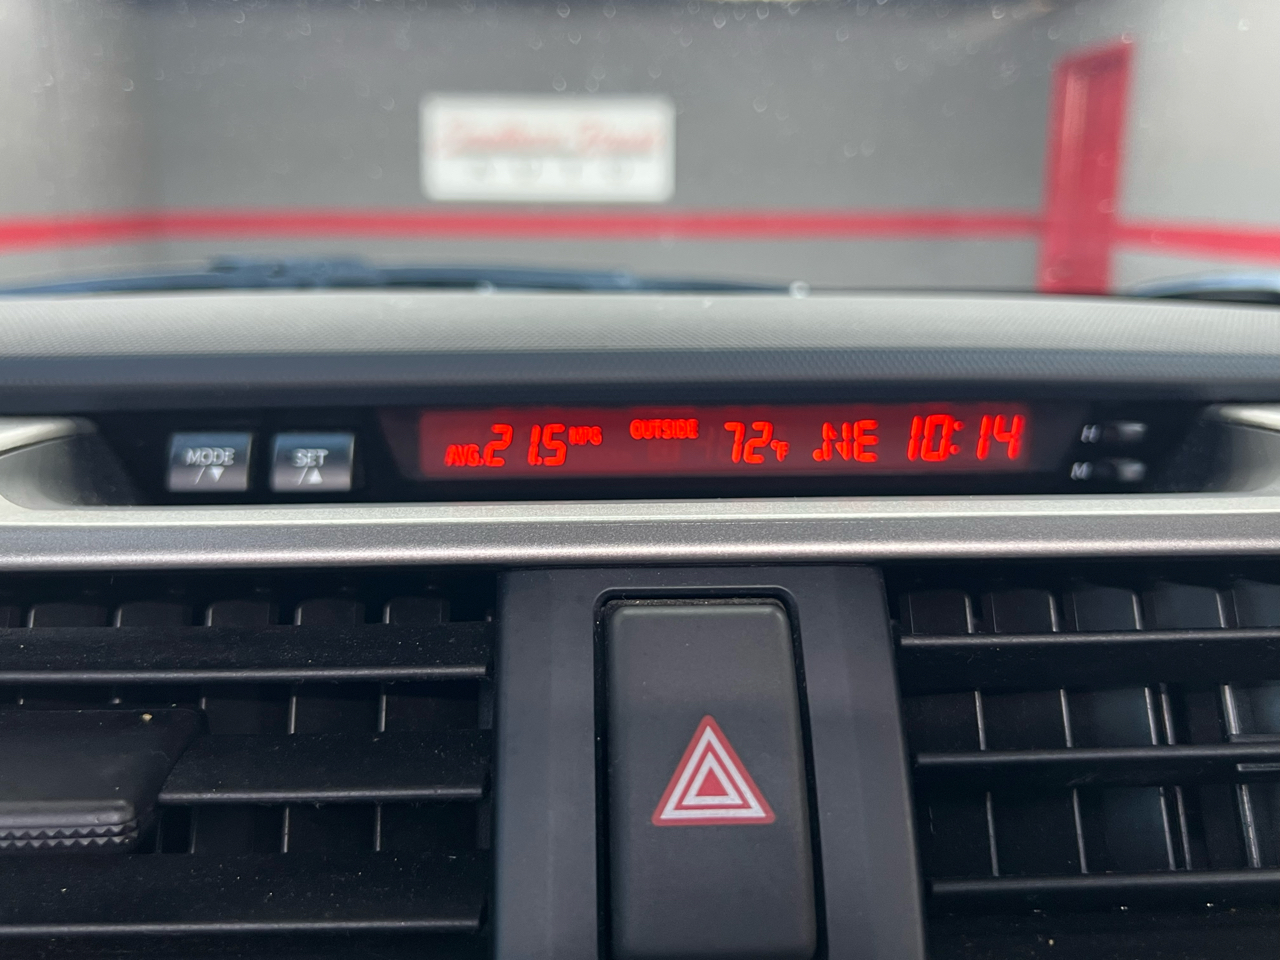 MODE
/▼
SET
/▲
AVG. 21.5 MPG OUTSIDE 72°F NE 10:14
H
M